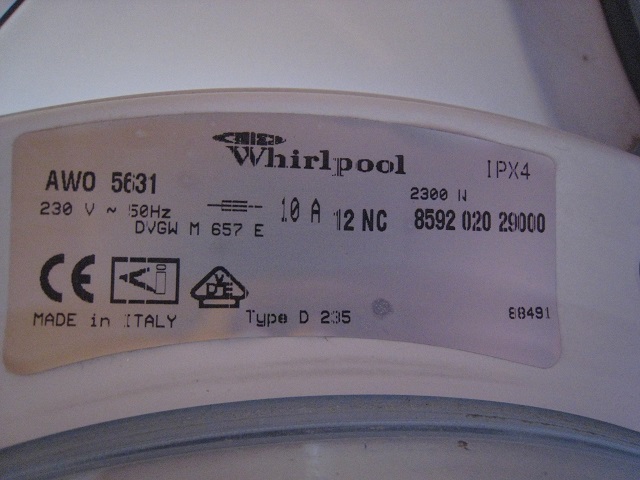 Whirlpool
IPX4
AWO 5631
2300 W
230 V ~ 50Hz
10 A
12 NC
8592 020 29000
DVGW M 657 E
CE
VDE
MADE in ITALY
Type D 235
88491